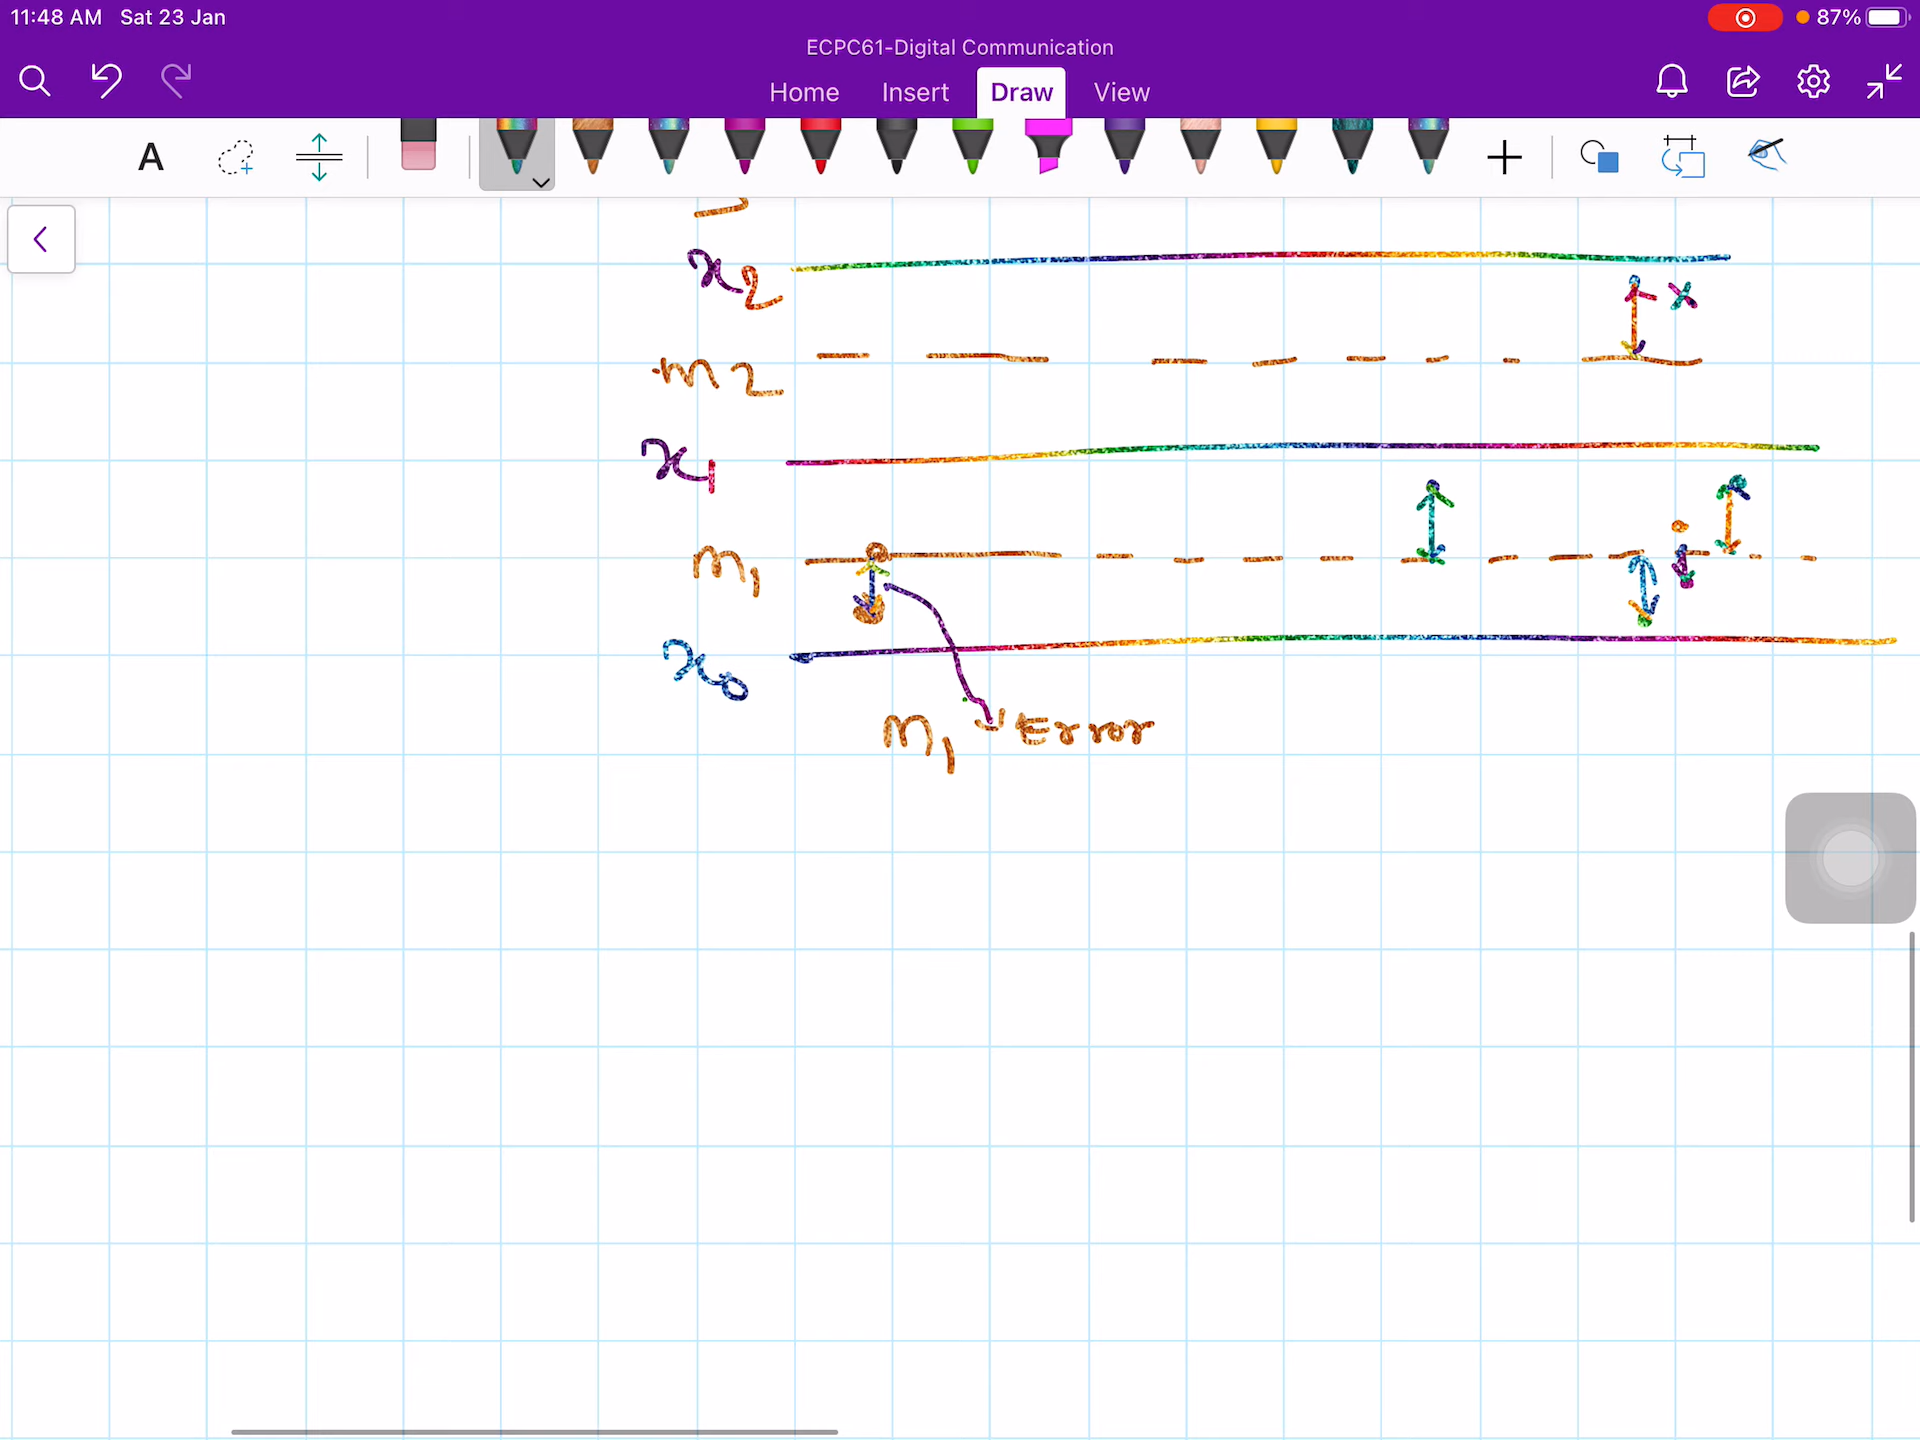 11:48 AM Sat 23 Jan
87%
ECPC61-Digital Communication
Home Insert Draw View
A
x2
m2
x1
m1
x0
m1 Error